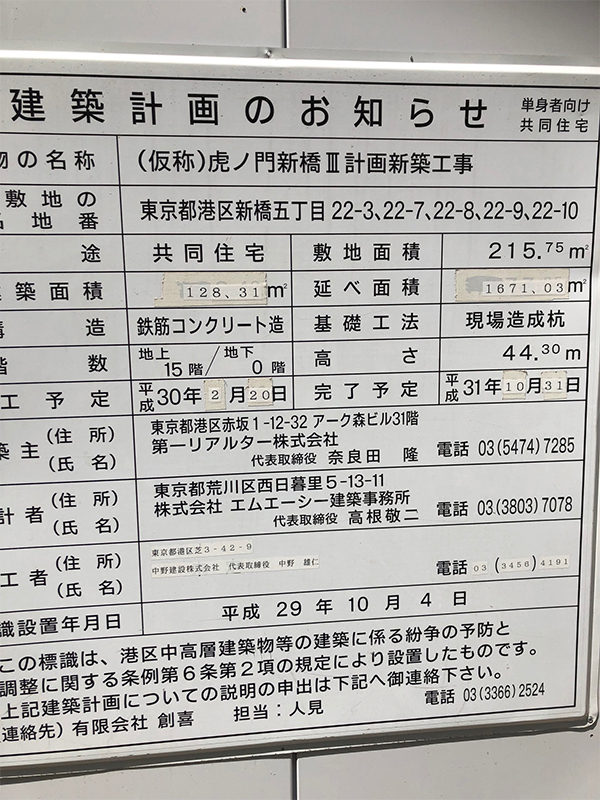 建築計画のお知らせ 単身者向け
共同住宅
物の名称 (仮称)虎ノ門新橋Ⅲ計画新築工事
敷地の
地番 東京都港区新橋五丁目22-3、22-7、22-8、22-9、22-10
途 共同住宅 敷地面積 215.75㎡
築面積 128、31㎡ 延べ面積 1671、03㎡
造 鉄筋コンクリート造 基礎工法 現場造成杭
数 地上15階/地下0階 高さ 44.30m
工予定 平成30年2月20日 完了予定 平成31年10月31日
築主 (住所)
(氏名) 東京都港区赤坂1-12-32 アーク森ビル31階
第一リアルター株式会社
代表取締役 奈良田 隆 電話 03(5474)7285
計者 (住所)
(氏名) 東京都荒川区西日暮里5-13-11
株式会社 エムエーシー建築事務所
代表取締役 高根敬二 電話 03(3803)7078
工者 (住所)
(氏名) 東京都港区芝3-42-9
中野建設株式会社 代表取締役 中野 雄仁 電話 03(3456)4191
識設置年月日 平成29年10月4日
この標識は、港区中高層建築物等の建築に係る紛争の予防と
調整に関する条例第6条第2項の規定により設置したものです。
上記建築計画についての説明の申出は下記へ御連絡下さい。
連絡先)有限会社 創喜 担当:人見 電話 03(3366)2524